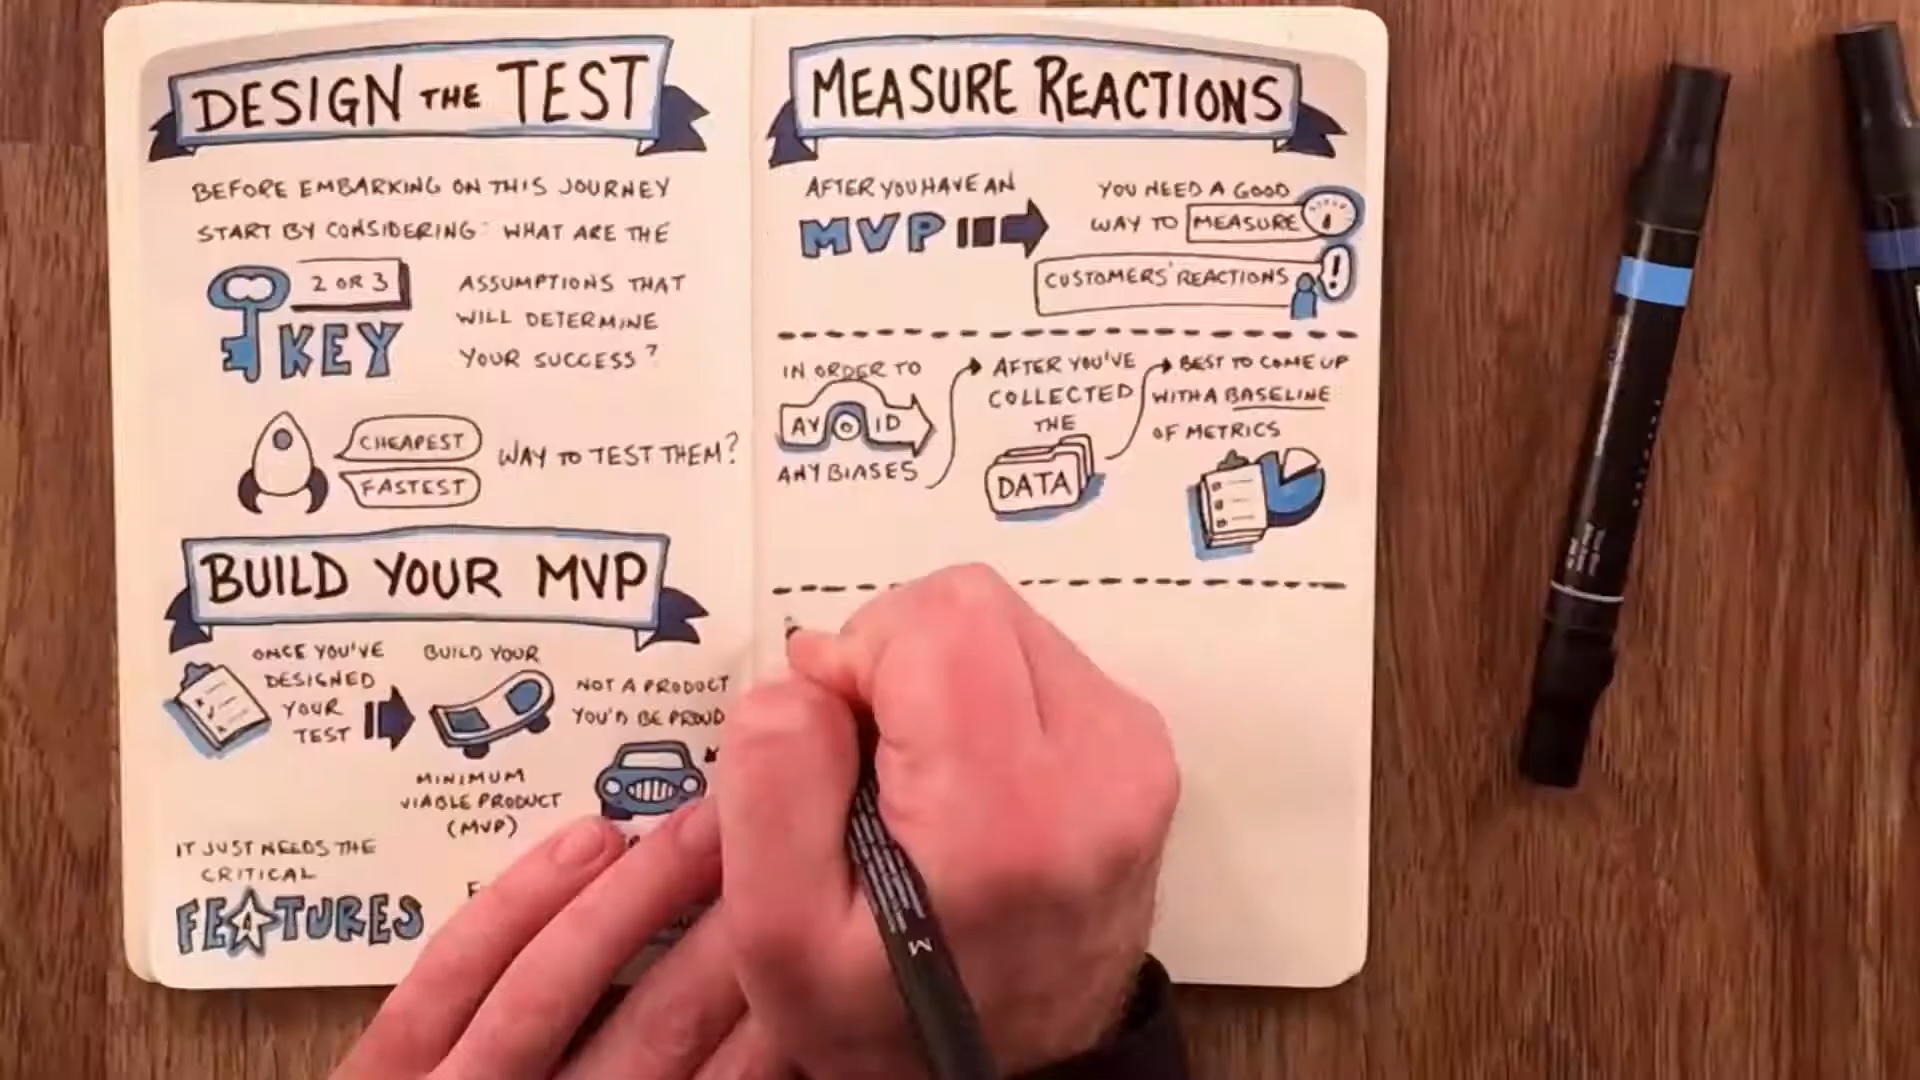 DESIGN THE TEST
BEFORE EMBARKING ON THIS JOURNEY
START BY CONSIDERING: WHAT ARE THE
2 OR 3
KEY
ASSUMPTIONS THAT
WILL DETERMINE
YOUR SUCCESS?
CHEAPEST
FASTEST
WAY TO TEST THEM?
BUILD YOUR MVP
ONCE YOU'VE
DESIGNED
YOUR
TEST
BUILD YOUR
MINIMUM
VIABLE PRODUCT
(MVP)
NOT A PRODUCT
YOU'D BE PROUD
IT JUST NEEDS THE
CRITICAL
FEATURES
MEASURE REACTIONS
AFTER YOU HAVE AN
MVP
YOU NEED A GOOD
WAY TO MEASURE
CUSTOMERS' REACTIONS
!
IN ORDER TO
AVOID
ANY BIASES
AFTER YOU'VE
COLLECTED
THE
DATA
BEST TO COME UP
WITH A BASELINE
OF METRICS
M